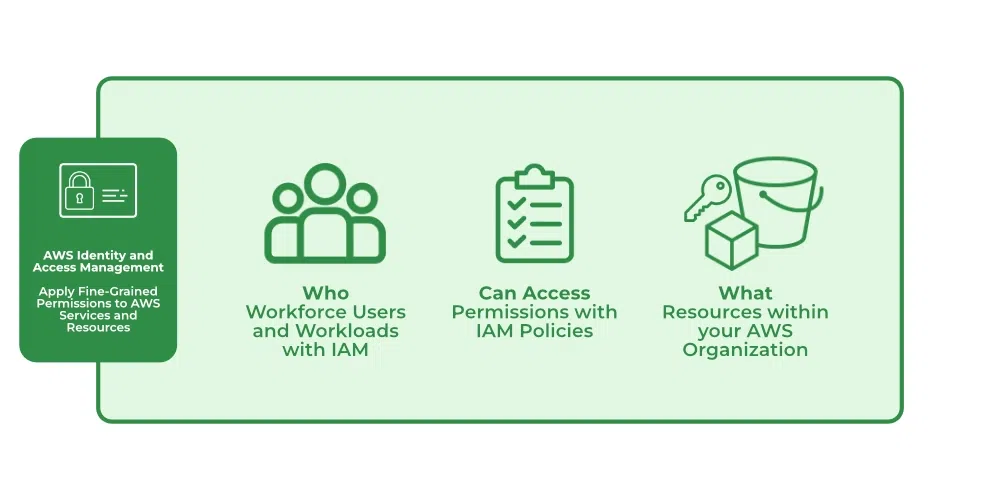 AWS Identity and
Access Management
Apply Fine-Grained
Permissions to AWS
Services and
Resources
Who
Workforce Users
and Workloads
with IAM
Can Access
Permissions with
IAM Policies
What
Resources within
your AWS
Organization